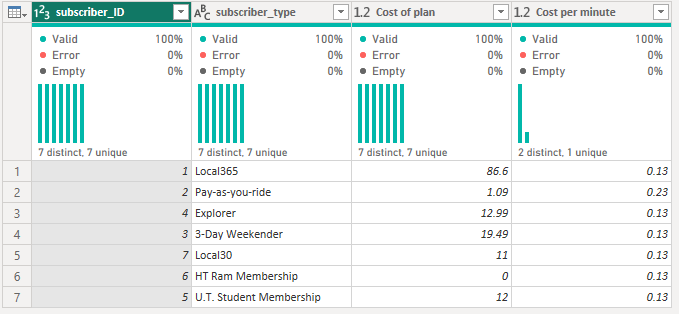 1²3 subscriber_ID ABC subscriber_type 1.2 Cost of plan 1.2 Cost per minute
Valid 100% Valid 100% Valid 100% Valid 100%
Error 0% Error 0% Error 0% Error 0%
Empty 0% Empty 0% Empty 0% Empty 0%
7 distinct, 7 unique 7 distinct, 7 unique 7 distinct, 7 unique 2 distinct, 1 unique
1 1 Local365 86.6 0.13
2 2 Pay-as-you-ride 1.09 0.23
3 4 Explorer 12.99 0.13
4 3 3-Day Weekender 19.49 0.13
5 7 Local30 11 0.13
6 6 HT Ram Membership 0 0.13
7 5 U.T. Student Membership 12 0.13